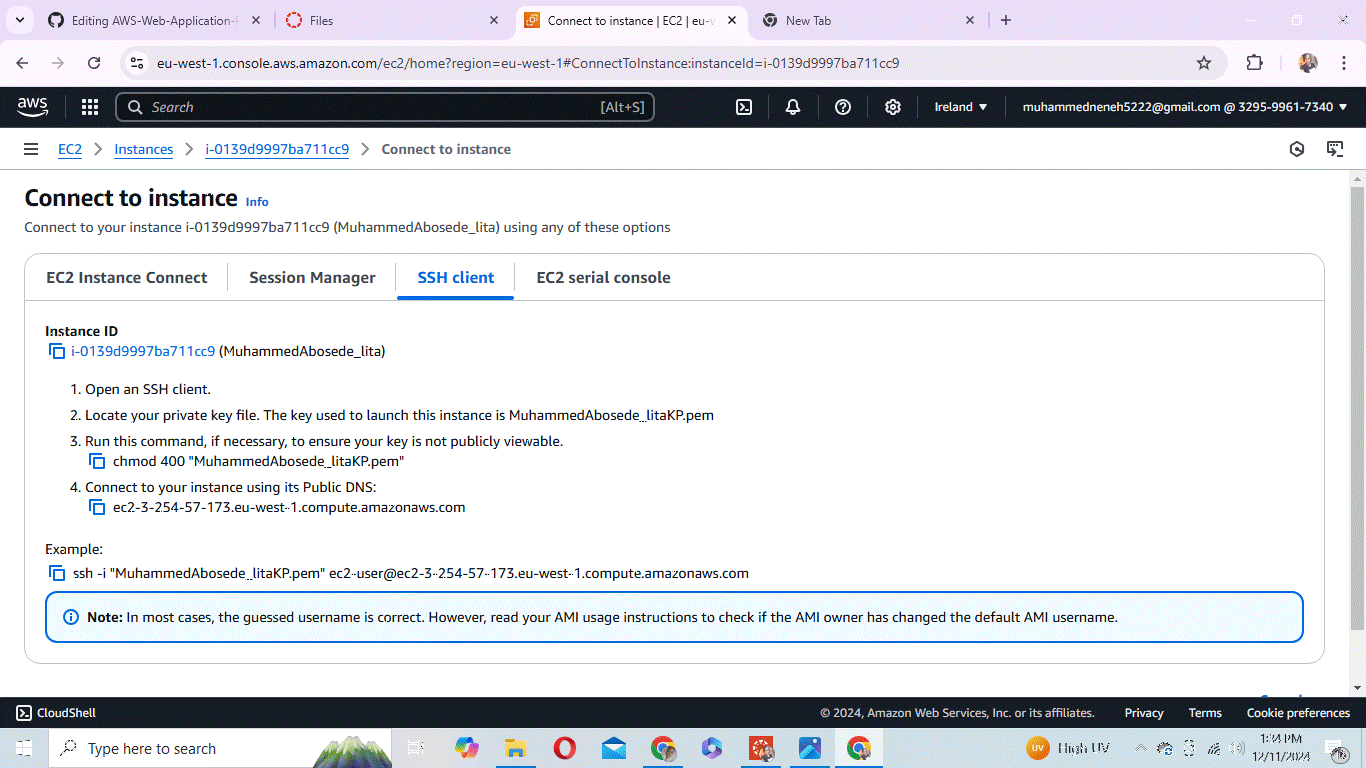 Editing AWS-Web-Application-
Files
Connect to instance | EC2 | eu-w
New Tab
eu-west-1.console.aws.amazon.com/ec2/home?region=eu-west-1#ConnectToInstance:instanceId=i-0139d9997ba711cc9
aws
Search
[Alt+S]
Ireland
muhammedneneh5222@gmail.com @ 3295-9961-7340
EC2
Instances
i-0139d9997ba711cc9
Connect to instance
Connect to instance Info
Connect to your instance i-0139d9997ba711cc9 (MuhammedAbosede_lita) using any of these options
EC2 Instance Connect
Session Manager
SSH client
EC2 serial console
Instance ID
i-0139d9997ba711cc9 (MuhammedAbosede_lita)
1. Open an SSH client.
2. Locate your private key file. The key used to launch this instance is MuhammedAbosede_litaKP.pem
3. Run this command, if necessary, to ensure your key is not publicly viewable.
chmod 400 "MuhammedAbosede_litaKP.pem"
4. Connect to your instance using its Public DNS:
ec2-3-254-57-173.eu-west-1.compute.amazonaws.com
Example:
ssh -i "MuhammedAbosede_litaKP.pem" ec2-user@ec2-3-254-57-173.eu-west-1.compute.amazonaws.com
Note: In most cases, the guessed username is correct. However, read your AMI usage instructions to check if the AMI owner has changed the default AMI username.
CloudShell
© 2024, Amazon Web Services, Inc. or its affiliates.
Privacy
Terms
Cookie preferences
Type here to search
UV
High UV
1:34 PM
12/11/2024